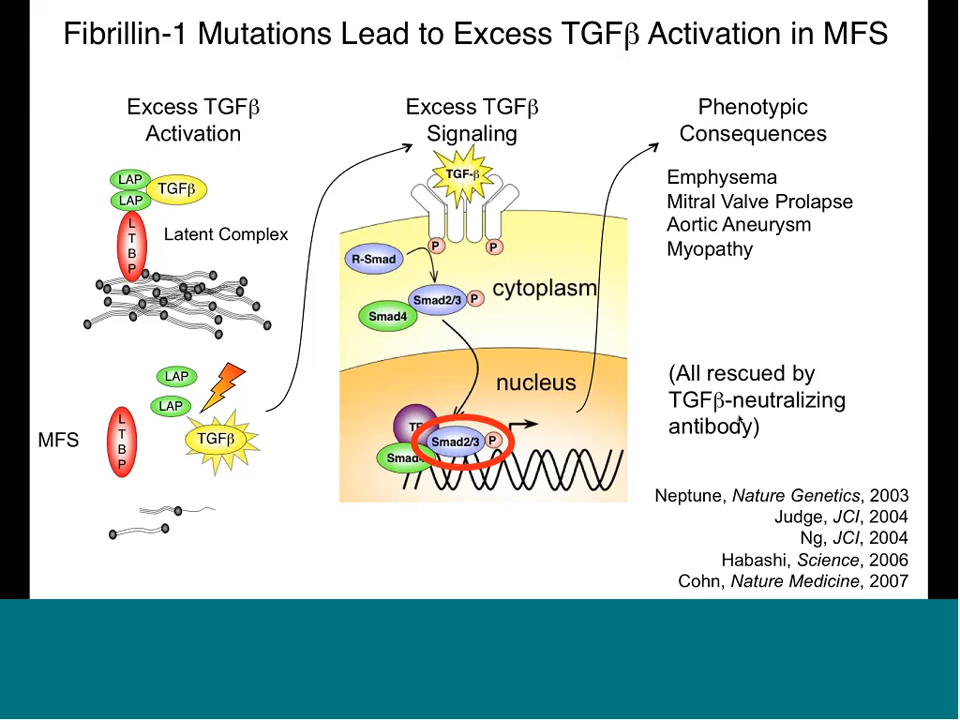 Fibrillin-1 Mutations Lead to Excess TGFβ Activation in MFS
Excess TGFβ
Activation
LAP
LAP
TGFβ
L
T
B
P
Latent Complex
MFS
LAP
LAP
L
T
B
P
TGFβ
Excess TGFβ
Signaling
TGF-β
P
P
R-Smad
cytoplasm
Smad2/3
P
Smad4
nucleus
Smad2/3
P
Smad4
Phenotypic
Consequences
Emphysema
Mitral Valve Prolapse
Aortic Aneurysm
Myopathy
(All rescued by
TGFβ-neutralizing
antibody)
Neptune, Nature Genetics, 2003
Judge, JCI, 2004
Ng, JCI, 2004
Habashi, Science, 2006
Cohn, Nature Medicine, 2007